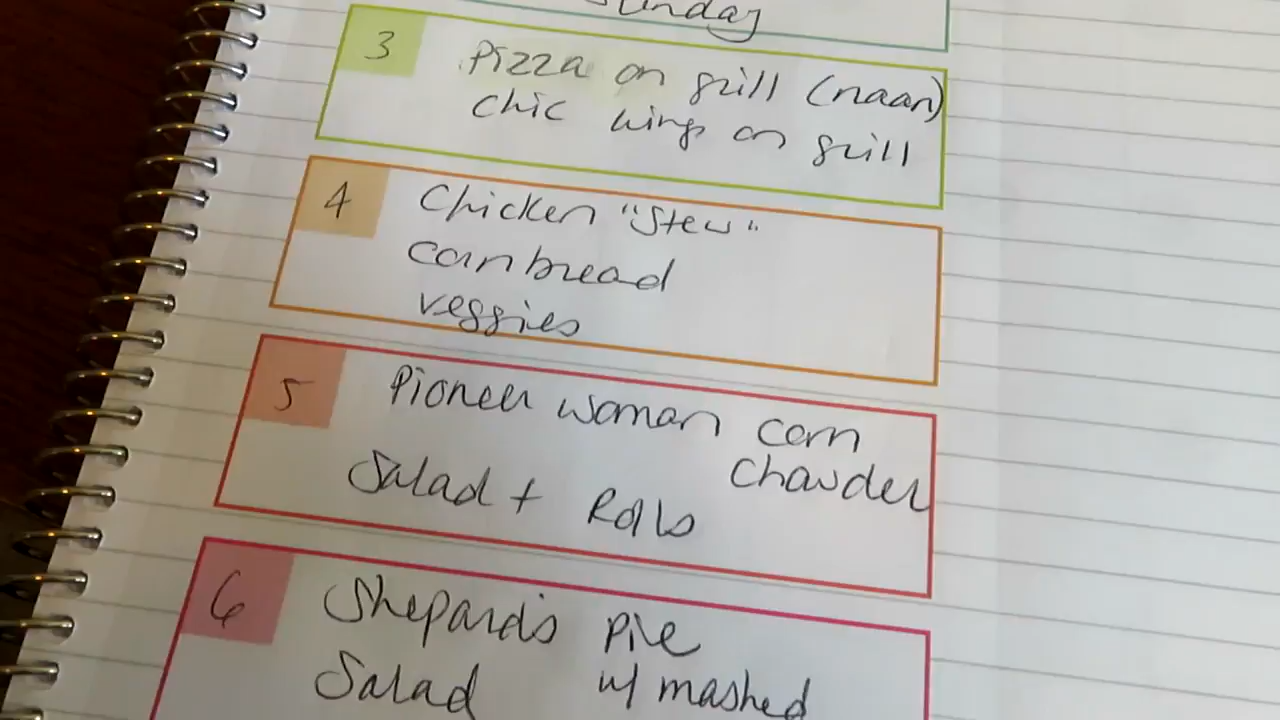 Sunday
3
Pizza on grill (naan)
chic wings on grill
4
Chicken "Stew"
cornbread
veggies
5
Pioneer woman corn
chowder
Salad + Rolls
6
Shepard's pie
Salad w/ mashed